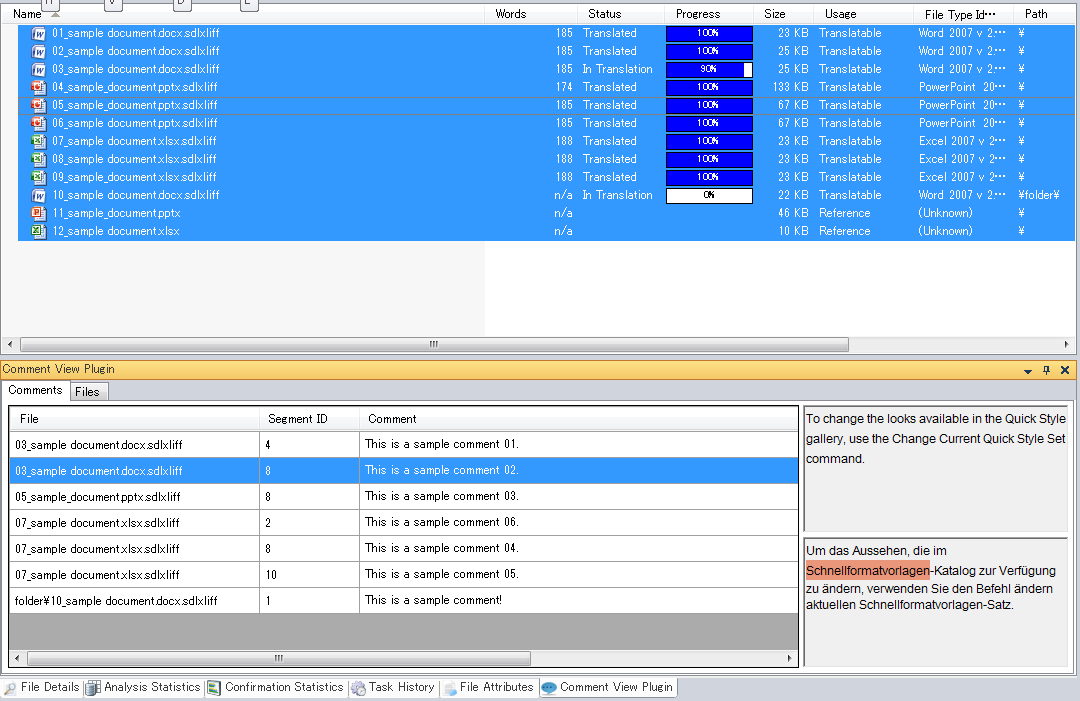 Name Words Status Progress Size Usage File Type Id... Path
01_sample document.docx.sdlxliff 185 Translated 100% 23 KB Translatable Word 2007 v 2... ¥
02_sample document.docx.sdlxliff 185 Translated 100% 25 KB Translatable Word 2007 v 2... ¥
03_sample document.docx.sdlxliff 185 In Translation 90% 25 KB Translatable Word 2007 v 2... ¥
04_sample document.pptx.sdlxliff 174 Translated 100% 133 KB Translatable PowerPoint 20... ¥
05_sample_document.pptx.sdlxliff 185 Translated 100% 67 KB Translatable PowerPoint 20... ¥
06_sample document.pptx.sdlxliff 185 Translated 100% 67 KB Translatable PowerPoint 20... ¥
07_sample document.xlsx.sdlxliff 188 Translated 100% 23 KB Translatable Excel 2007 v 2... ¥
08_sample document.xlsx.sdlxliff 188 Translated 100% 23 KB Translatable Excel 2007 v 2... ¥
09_sample document.xlsx.sdlxliff 188 Translated 100% 23 KB Translatable Excel 2007 v 2... ¥
10_sample document.docx.sdlxliff n/a In Translation 0% 22 KB Translatable Word 2007 v 2... ¥folder¥
11_sample_document.pptx n/a 46 KB Reference (Unknown) ¥
12_sample document.xlsx n/a 10 KB Reference (Unknown) ¥
Comment View Plugin
Comments Files
File Segment ID Comment
03_sample document.docx.sdlxliff 4 This is a sample comment 01.
03_sample document.docx.sdlxliff 8 This is a sample comment 02.
05_sample_document.pptx.sdlxliff 8 This is a sample comment 03.
07_sample document.xlsx.sdlxliff 2 This is a sample comment 06.
07_sample document.xlsx.sdlxliff 8 This is a sample comment 04.
07_sample document.xlsx.sdlxliff 10 This is a sample comment 05.
folder¥10_sample document.docx.sdlxliff 1 This is a sample comment!
To change the looks available in the Quick Style
gallery, use the Change Current Quick Style Set
command.
Um das Aussehen, die im
Schnellformatvorlagen-Katalog zur Verfügung
zu ändern, verwenden Sie den Befehl ändern
aktuellen Schnellformatvorlagen-Satz.
File Details Analysis Statistics Confirmation Statistics Task History File Attributes Comment View Plugin